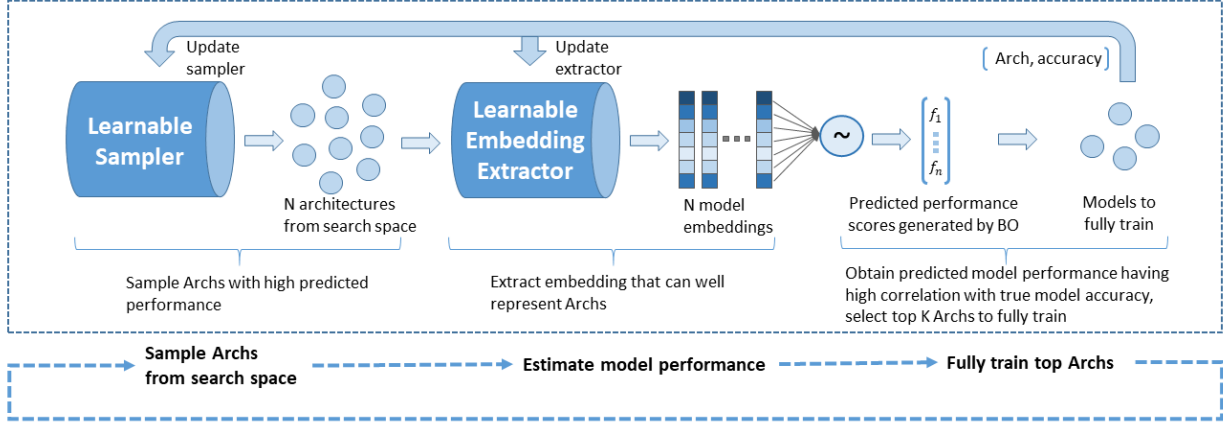 Update
sampler
Update
extractor
Arch, accuracy
Learnable
Sampler
Learnable
Embedding
Extractor
~
f1
fn
N architectures
from search space
N model
embeddings
Predicted performance
scores generated by BO
Models to
fully train
Sample Archs with high predicted
performance
Extract embedding that can well
represent Archs
Obtain predicted model performance having
high correlation with true model accuracy,
select top K Archs to fully train
Sample Archs
from search space
Estimate model performance
Fully train top Archs